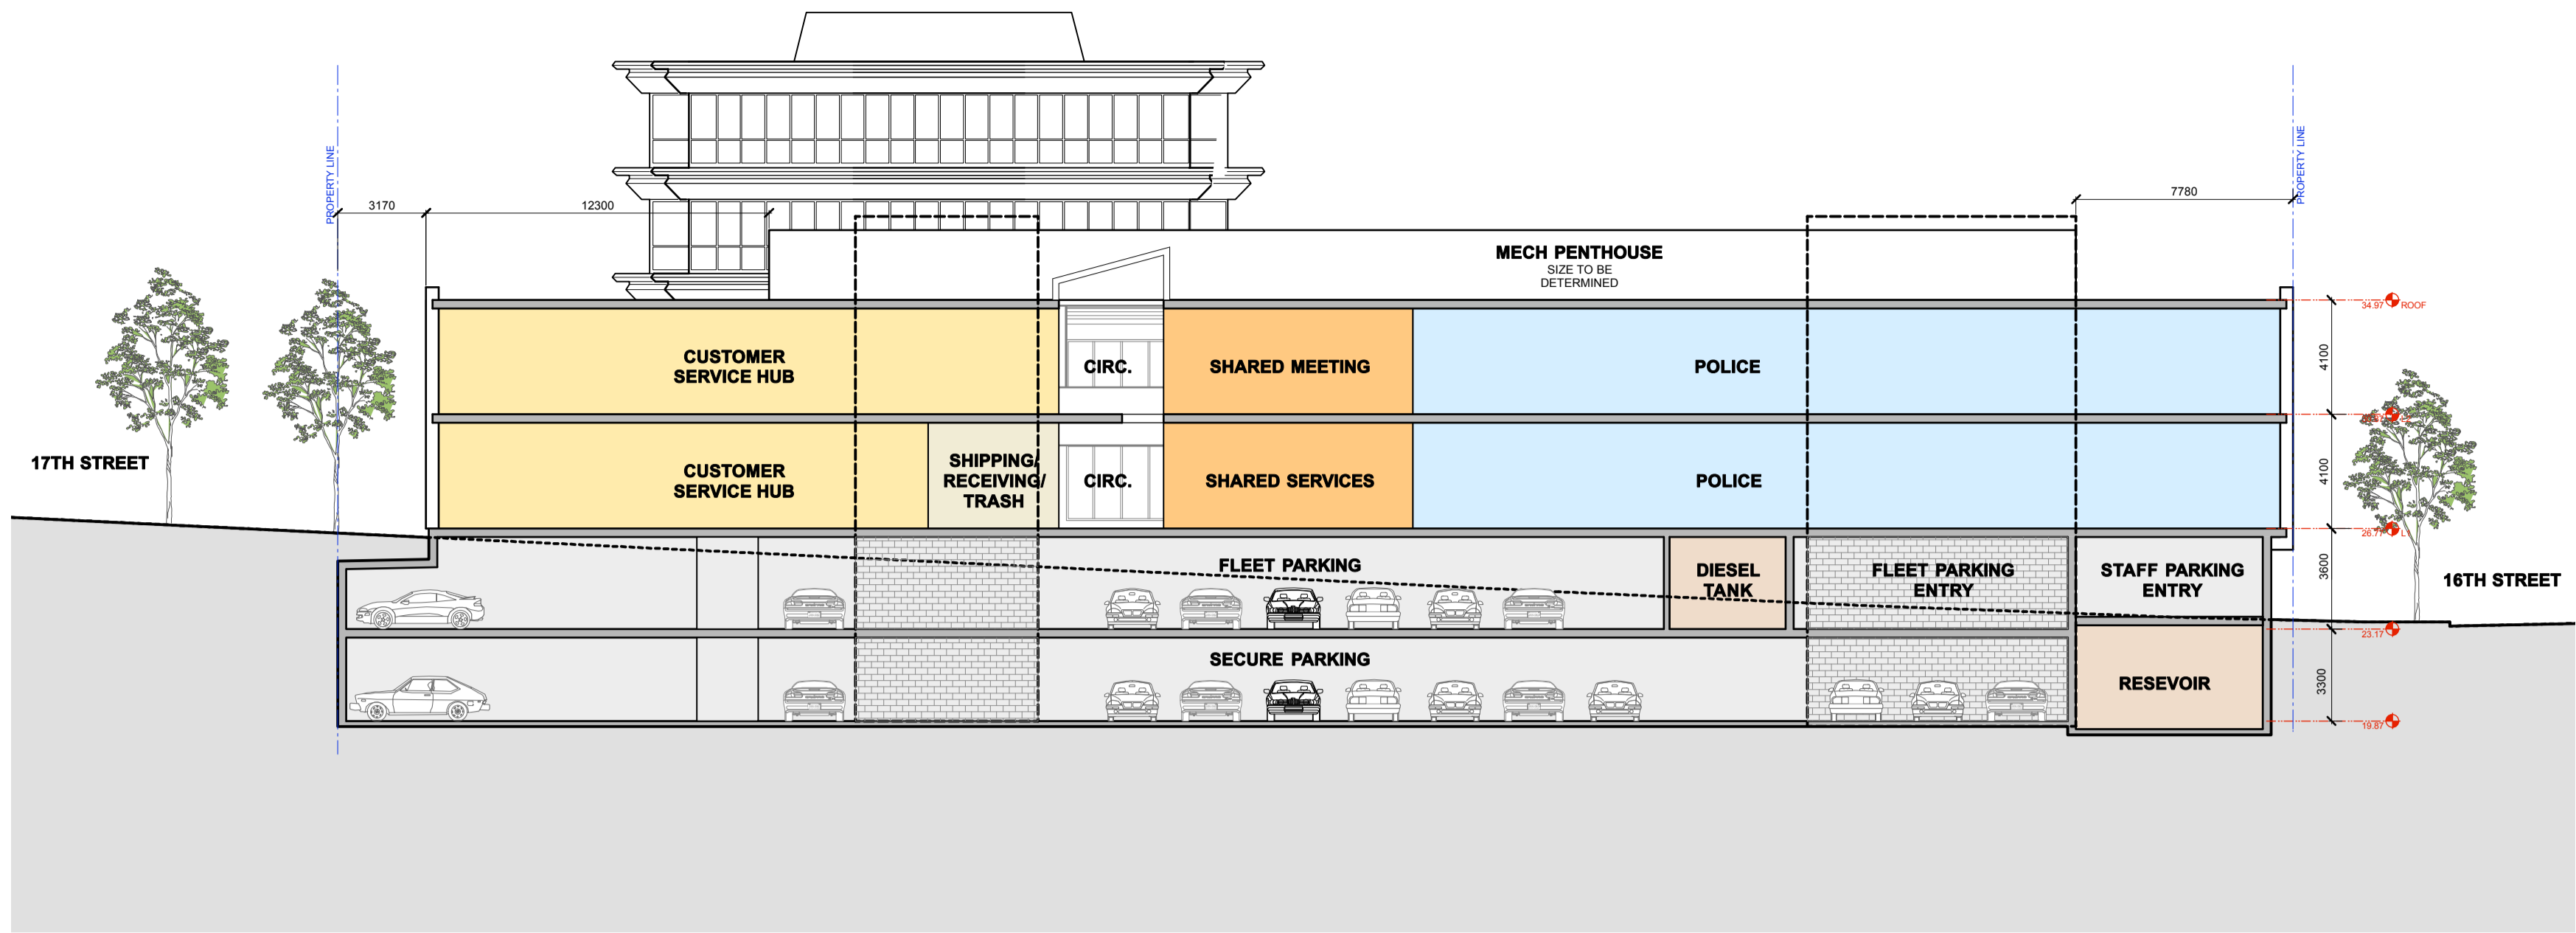 PROPERTY LINE
PROPERTY LINE
3170
12300
7780
MECH PENTHOUSE
SIZE TO BE
DETERMINED
34.97 ROOF
CUSTOMER
SERVICE HUB
CIRC.
SHARED MEETING
POLICE
4100
17TH STREET
CUSTOMER
SERVICE HUB
SHIPPING/
RECEIVING/
TRASH
CIRC.
SHARED SERVICES
POLICE
4100
26.77
FLEET PARKING
DIESEL
TANK
FLEET PARKING
ENTRY
STAFF PARKING
ENTRY
3600
16TH STREET
23.17
SECURE PARKING
RESEVOIR
3300
19.87